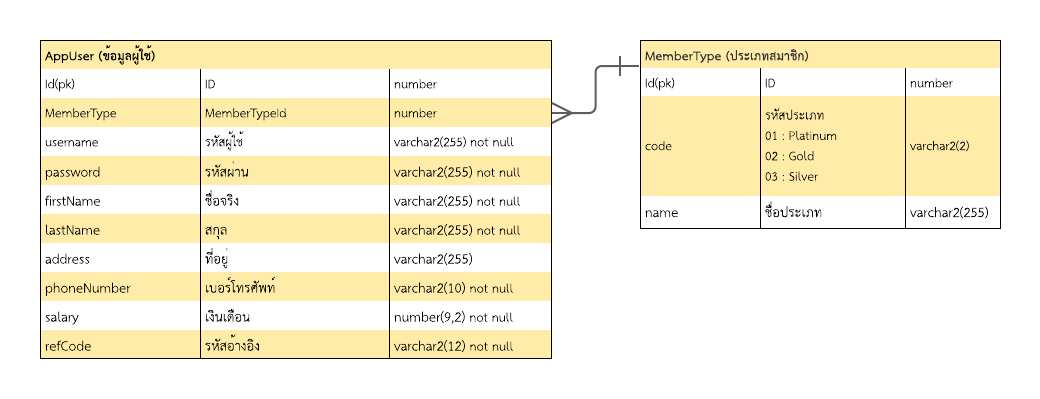 AppUser (ข้อมูลผู้ใช้)
Id(pk) ID number
MemberType MemberTypeId number
username รหัสผู้ใช้ varchar2(255) not null
password รหัสผ่าน varchar2(255) not null
firstName ชื่อจริง varchar2(255) not null
lastName สกุล varchar2(255) not null
address ที่อยู่ varchar2(255)
phoneNumber เบอร์โทรศัพท์ varchar2(10) not null
salary เงินเดือน number(9,2) not null
refCode รหัสอ้างอิง varchar2(12) not null
MemberType (ประเภทสมาชิก)
Id(pk) ID number
code รหัสประเภท varchar2(2)
01 : Platinum
02 : Gold
03 : Silver
name ชื่อประเภท varchar2(255)